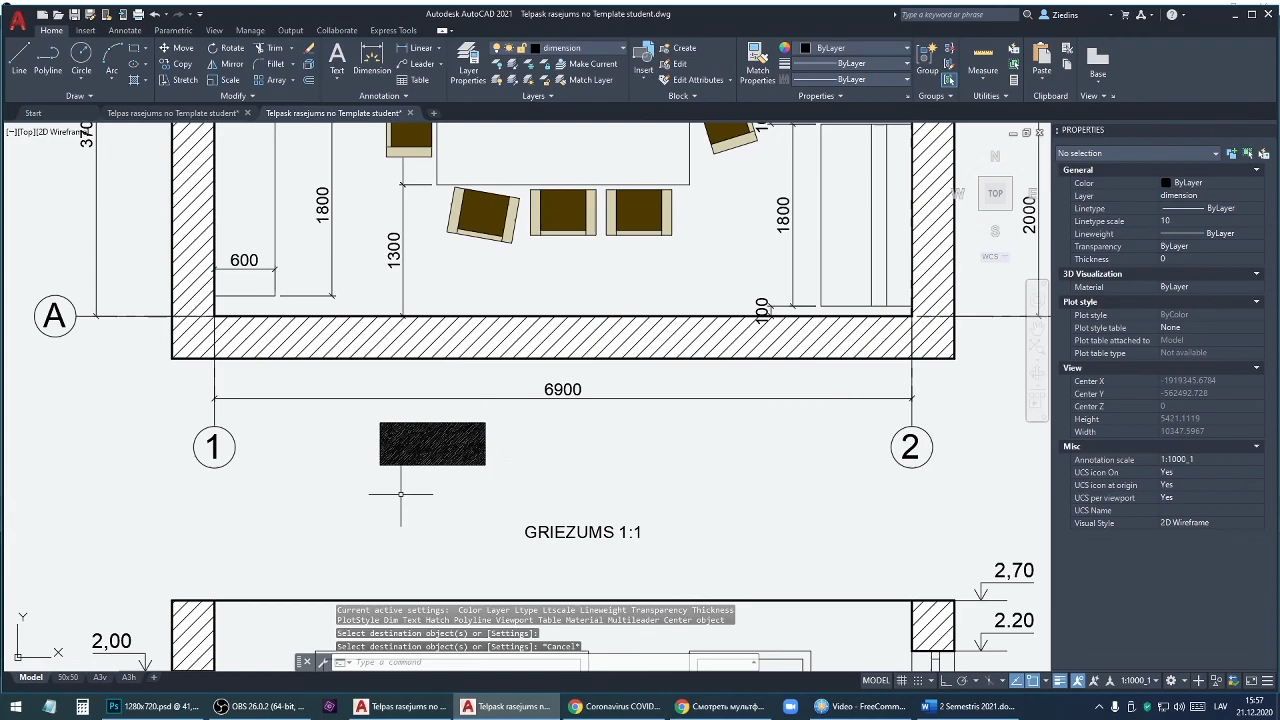 Autodesk AutoCAD 2021 Telpask rasejums no Template student.dwg
Type a keyword or phrase
Ziedins
Home Insert Annotate Parametric View Manage Output Collaborate Express Tools
Line Polyline Circle Arc
Move Rotate Trim
Copy Mirror Fillet
Stretch Scale Array
Text Dimension
Linear
Leader
Table
Layer Properties
dimension
Make Current
Match Layer
Insert
Create
Edit
Edit Attributes
Match Properties
ByLayer
ByLayer
ByLayer
Group Measure Paste Base
Draw Modify Annotation Layers Block Properties Groups Utilities Clipboard View
Start
Telpas rasejums no Template student*
Telpask rasejums no Template student*
[−][Top][2D Wireframe]
370
1800
1300
600
1800
100
2000
A
6900
1
2
GRIEZUMS 1:1
2,00
2,70
2.20
N
W
TOP
E
S
WCS
Y
X
PROPERTIES
No selection
General
Color ByLayer
Layer dimension
Linetype ByLayer
Linetype scale 10
Lineweight ByLayer
Transparency ByLayer
Thickness 0
3D Visualization
Material ByLayer
Plot style
Plot style ByColor
Plot style table None
Plot table attached to Model
Plot table type Not available
View
Center X -1919345.6784
Center Y -562492.728
Center Z 0
Height 5421.1119
Width 10347.5967
Misc
Annotation scale 1:1000_1
UCS icon On Yes
UCS icon at origin Yes
UCS per viewport Yes
UCS Name
Visual Style 2D Wireframe
Current active settings: Color Layer Ltype Ltscale Lineweight Transparency Thickness
PlotStyle Dim Text Hatch Polyline Viewport Table Material Multileader Center object
Select destination object(s) or [Settings]:
Select destination object(s) or [Settings]: *Cancel*
Type a command
Model 50x50 A3v A3h
MODEL
1:1000_1
1280x720.psd @ 41,...
OBS 26.0.2 (64-bit, ...
Telpas rasejums no ...
Telpask rasejums n...
Coronavirus COVID...
Смотреть мультф...
Video - FreeComm...
2 Semestris 2021.do...
LAV
15:57
21.12.2020